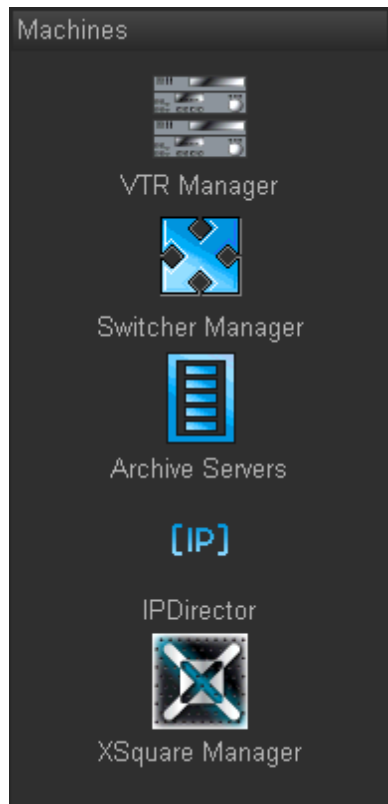 Machines
VTR Manager
Switcher Manager
Archive Servers
[IP]
IPDirector
XSquare Manager